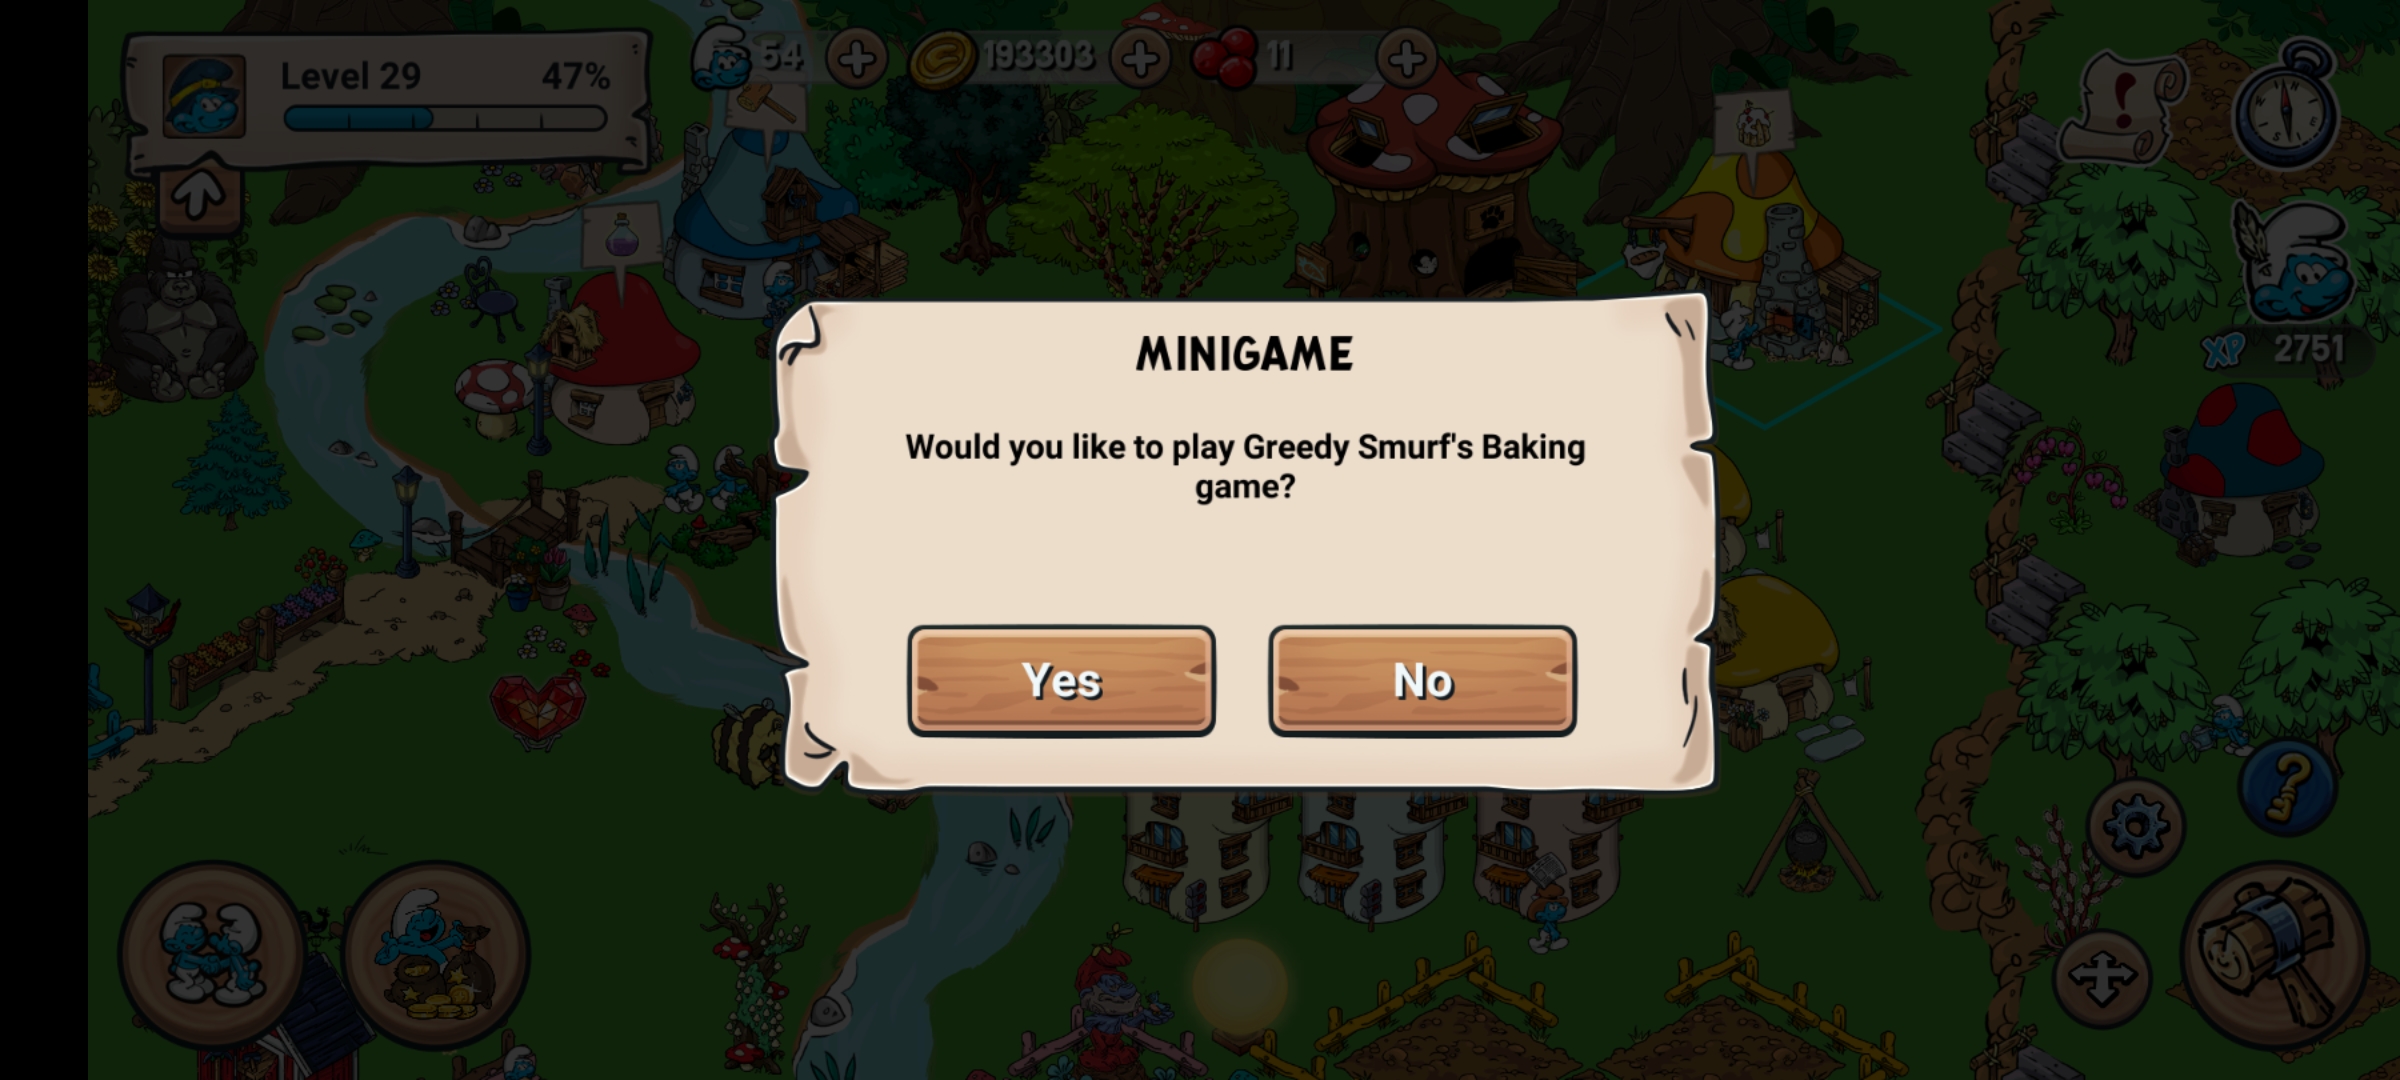 Level 29 47%
54 193303 11
MINIGAME
Would you like to play Greedy Smurf's Baking
game?
XP 2751
Yes No